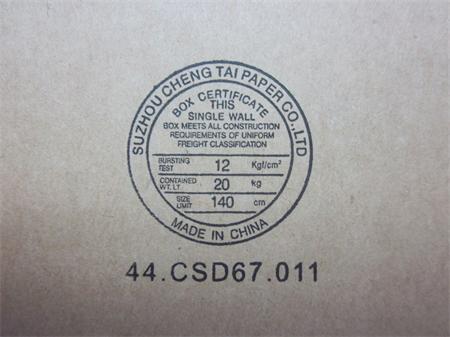 SUZHOU CHENG TAI PAPER CO.,LTD
BOX CERTIFICATE
THIS
SINGLE WALL
BOX MEETS ALL CONSTRUCTION
REQUIREMENTS OF UNIFORM
FREIGHT CLASSIFICATION
BURSTING TEST 12 Kgf/cm²
CONTAINED WT. LT. 20 kg
SIZE LIMIT 140 cm
MADE IN CHINA
44.CSD67.011